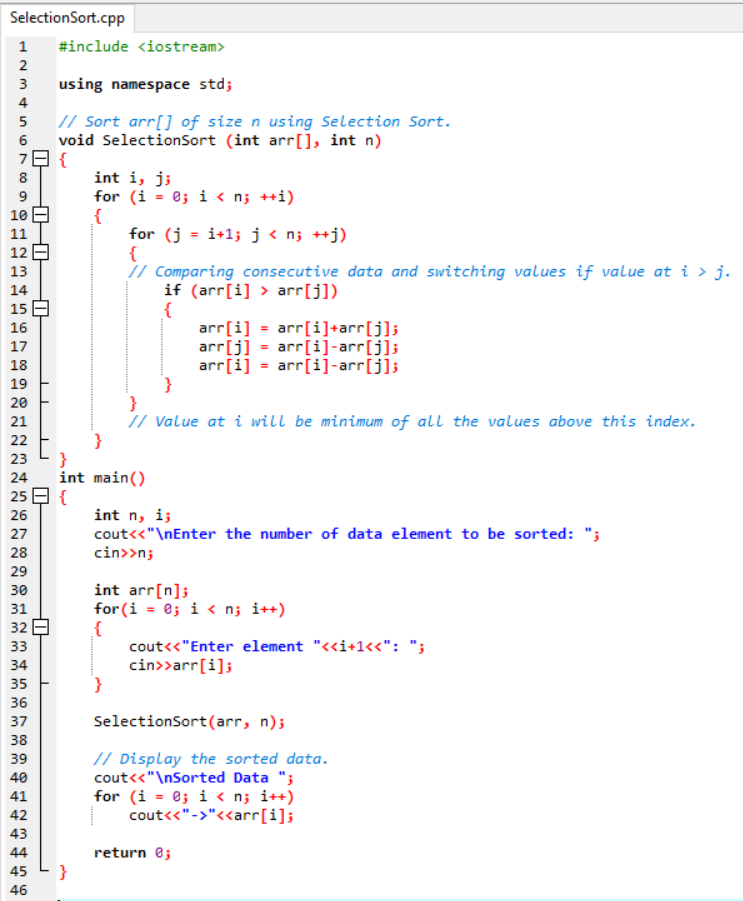 SelectionSort.cpp
1 #include <iostream>
2
3 using namespace std;
4
5 // Sort arr[] of size n using Selection Sort.
6 void SelectionSort (int arr[], int n)
7 {
8 int i, j;
9 for (i = 0; i < n; ++i)
10 {
11 for (j = i+1; j < n; ++j)
12 {
13 // Comparing consecutive data and switching values if value at i > j.
14 if (arr[i] > arr[j])
15 {
16 arr[i] = arr[i]+arr[j];
17 arr[j] = arr[i]-arr[j];
18 arr[i] = arr[i]-arr[j];
19 }
20 }
21 // Value at i will be minimum of all the values above this index.
22 }
23 }
24 int main()
25 {
26 int n, i;
27 cout<<"\nEnter the number of data element to be sorted: ";
28 cin>>n;
29
30 int arr[n];
31 for(i = 0; i < n; i++)
32 {
33 cout<<"Enter element "<<i+1<<": ";
34 cin>>arr[i];
35 }
36
37 SelectionSort(arr, n);
38
39 // Display the sorted data.
40 cout<<"\nSorted Data ";
41 for (i = 0; i < n; i++)
42 cout<<"->"<<arr[i];
43
44 return 0;
45 }
46